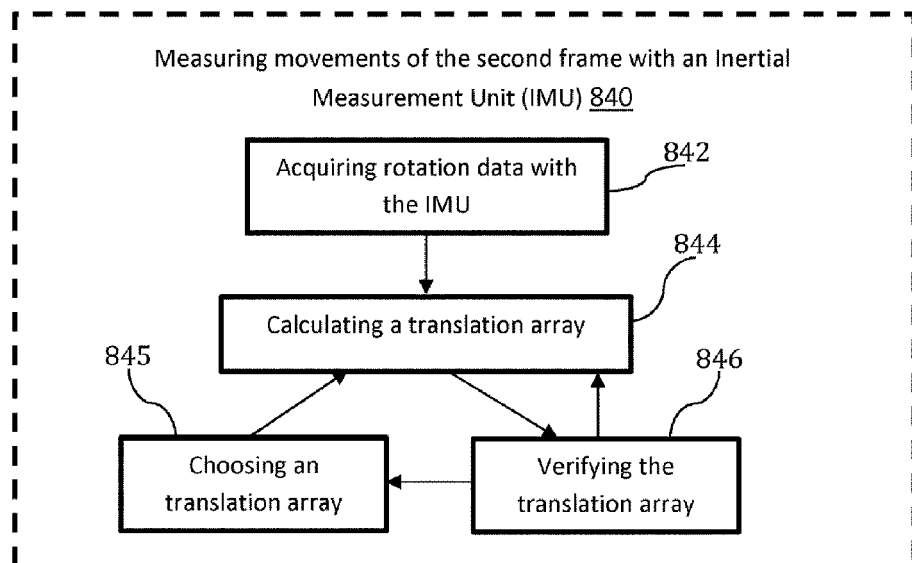 Measuring movements of the second frame with an Inertial
Measurement Unit (IMU) 840
842
Acquiring rotation data with
the IMU
844
Calculating a translation array
845
846
Choosing an
translation array
Verifying the
translation array